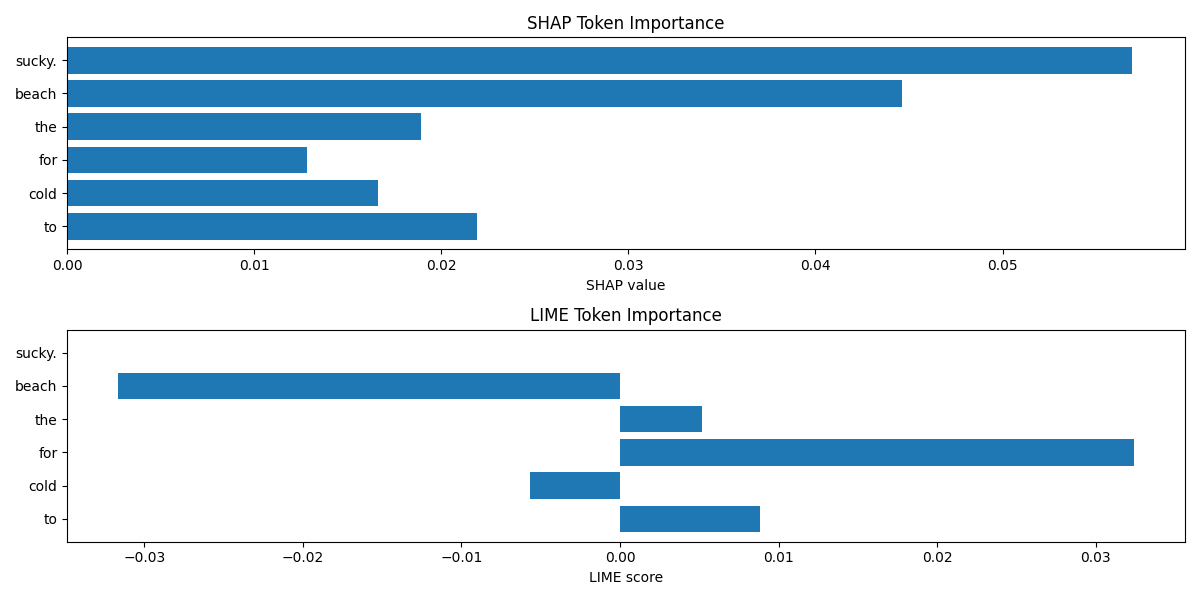 SHAP Token Importance
sucky.
beach
the
for
cold
to
0.00 0.01 0.02 0.03 0.04 0.05
SHAP value
LIME Token Importance
sucky.
beach
the
for
cold
to
−0.03 −0.02 −0.01 0.00 0.01 0.02 0.03
LIME score